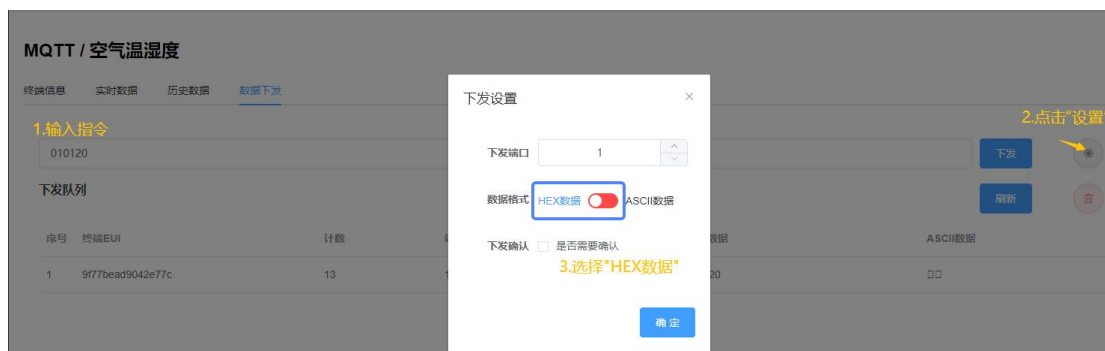 MQTT / 空气温湿度
终端信息 实时数据 历史数据 数据下发
1.输入指令
2.点击"设置
010120
下发
下发队列
刷新
序号 终端EUI 计数 数据 ASCII数据
1 9f77bead9042e77c 13 1 20 □□
下发设置 ×
下发端口 1
数据格式 HEX数据 ASCII数据
下发确认 是否需要确认
3.选择"HEX数据"
确定